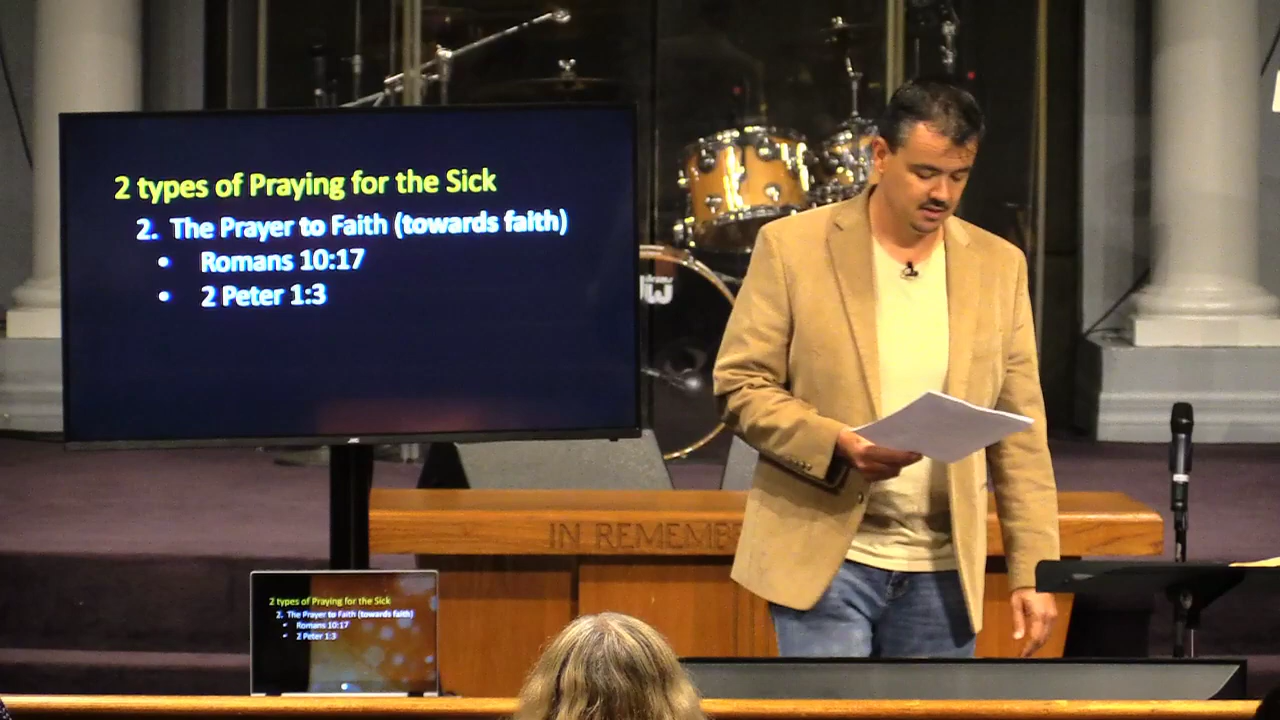 2 types of Praying for the Sick
2. The Prayer to Faith (towards faith)
• Romans 10:17
• 2 Peter 1:3
IN REMEMB
2 types of Praying for the Sick
2. The Prayer to Faith (towards faith)
• Romans 10:17
• 2 Peter 1:3